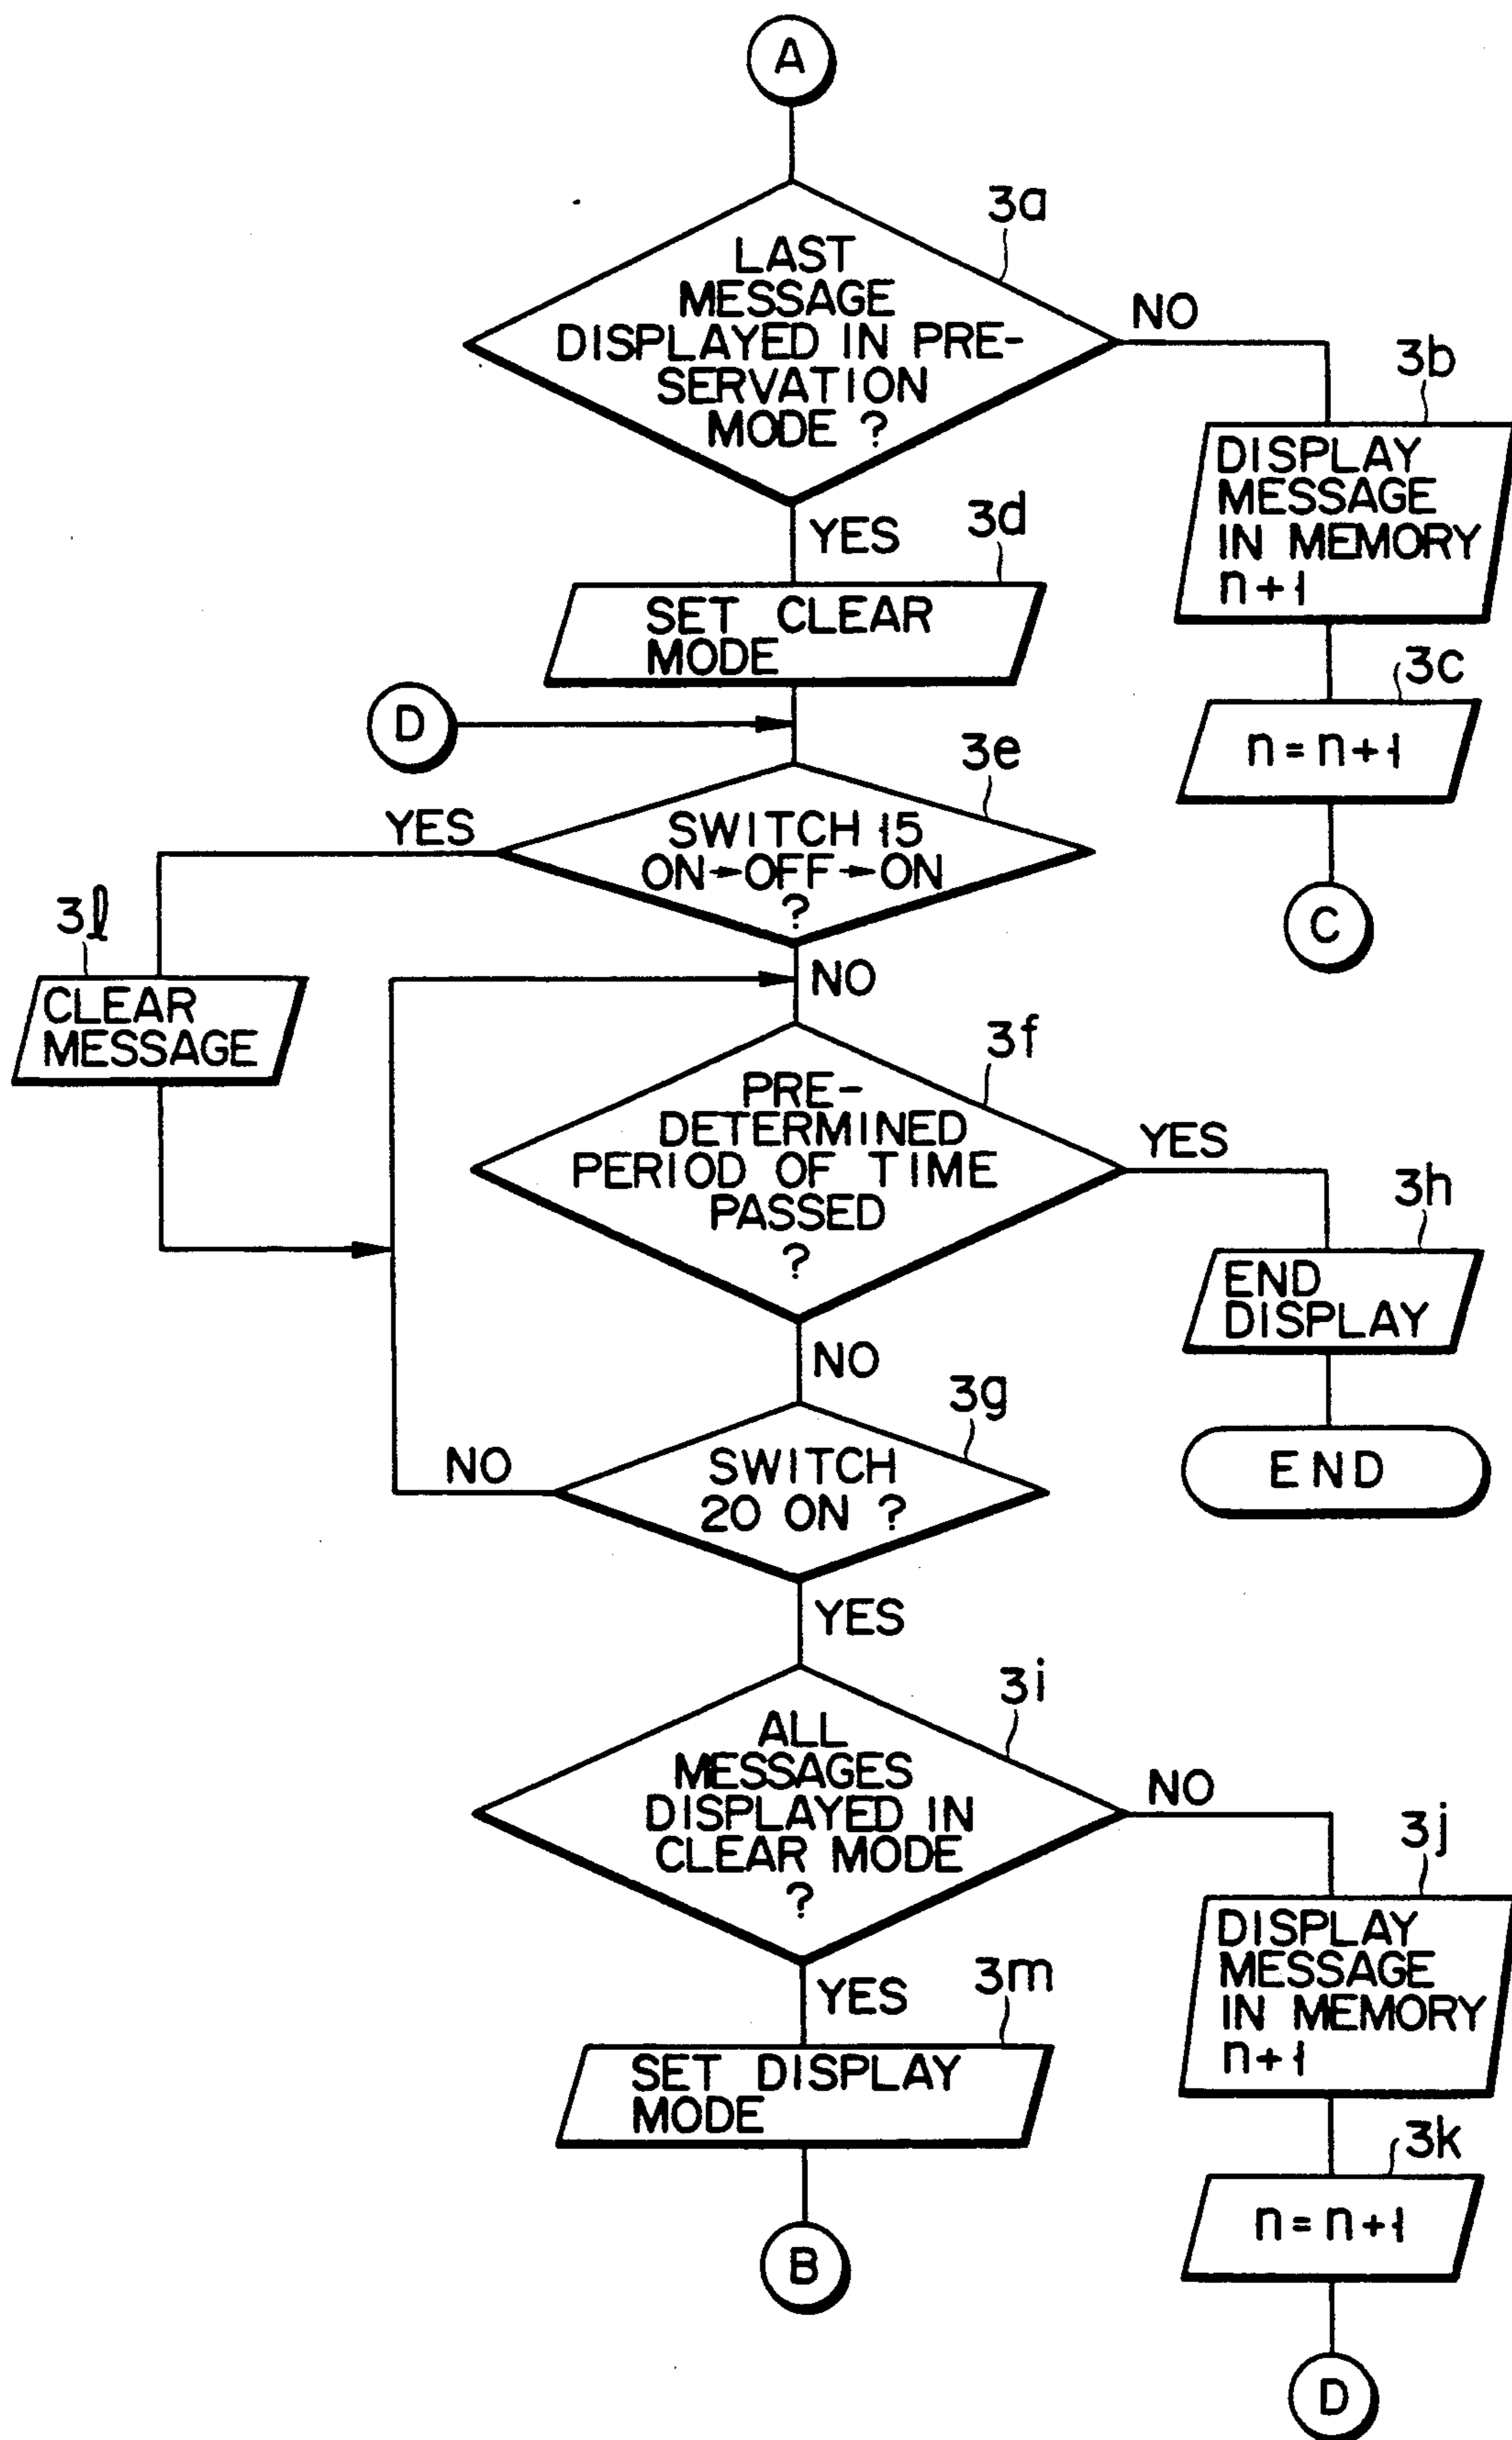 A
3a
LAST
MESSAGE
DISPLAYED IN PRE-
SERVATION
MODE ?
NO
3b
DISPLAY
MESSAGE
IN MEMORY
n+1
YES
3d
SET CLEAR
MODE
3c
n=n+1
C
D
3e
YES
SWITCH 15
ON→OFF→ON
?
3l
CLEAR
MESSAGE
NO
3f
PRE-
DETERMINED
PERIOD OF TIME
PASSED
?
YES
3h
END
DISPLAY
END
NO
3g
NO
SWITCH
20 ON ?
YES
3i
ALL
MESSAGES
DISPLAYED IN
CLEAR MODE
?
NO
3j
DISPLAY
MESSAGE
IN MEMORY
n+1
YES
3m
SET DISPLAY
MODE
3k
n=n+1
B
D